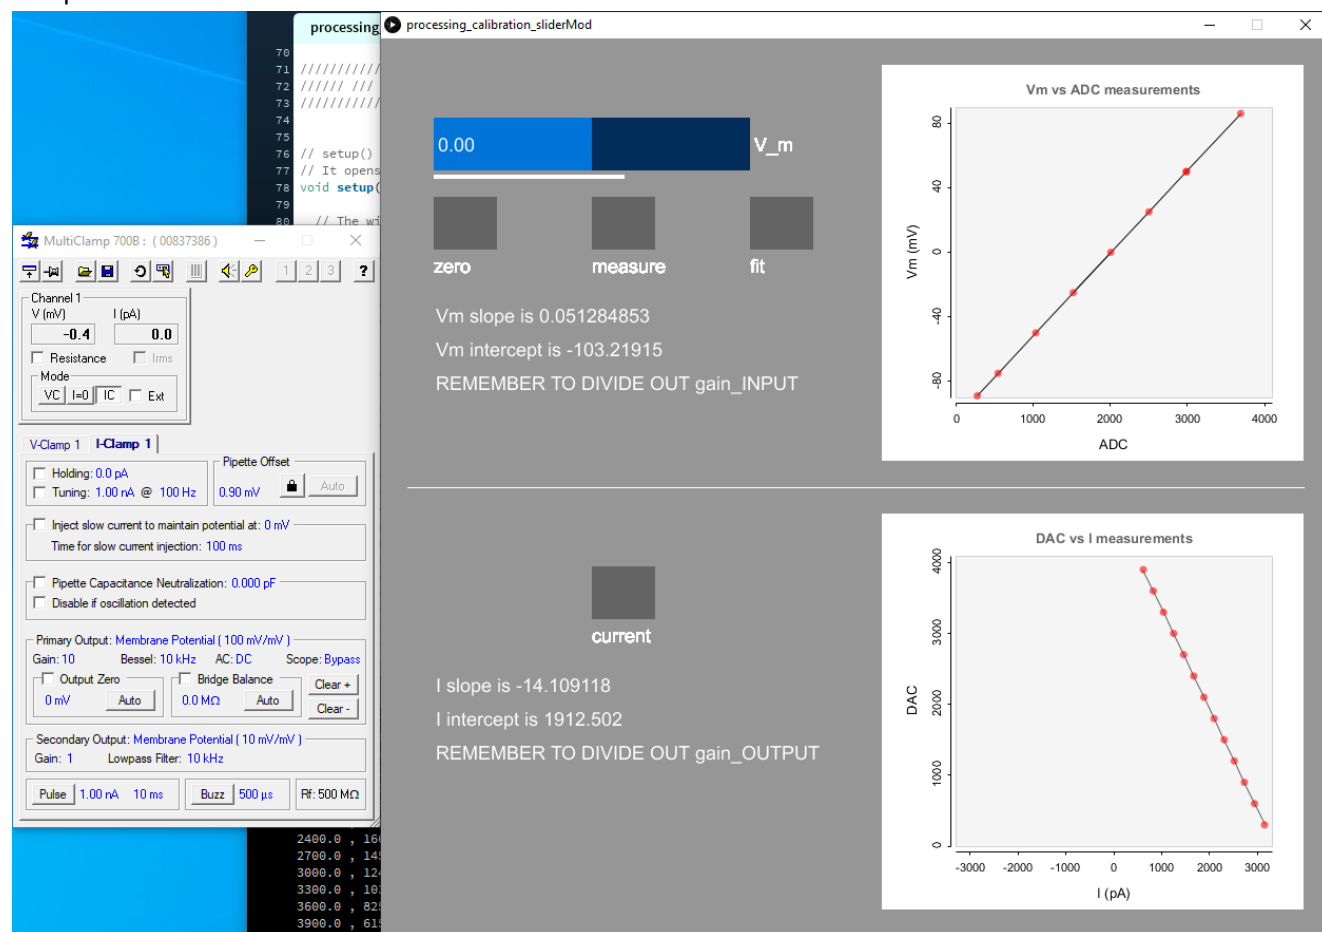 processing_
processing_calibration_sliderMod
70
71 ///////////
72 ////// ///
73 ///////////
74
75
76 // setup()
77 // It opens
78 void setup(
79
80 // The wi
0.00 V_m
zero measure fit
Vm slope is 0.051284853
Vm intercept is -103.21915
REMEMBER TO DIVIDE OUT gain_INPUT
Vm vs ADC measurements
Vm (mV)
80
40
0
-40
-80
0 1000 2000 3000 4000
ADC
current
I slope is -14.109118
I intercept is 1912.502
REMEMBER TO DIVIDE OUT gain_OUTPUT
DAC vs I measurements
DAC
4000
3000
2000
1000
0
-3000 -2000 -1000 0 1000 2000 3000
I (pA)
MultiClamp 700B: ( 00837386 )
1 2 3 ?
Channel 1
V (mV) I (pA)
-0.4 0.0
Resistance Irms
Mode
VC I=0 IC Ext
V-Clamp 1 I-Clamp 1
Holding: 0.0 pA
Tuning: 1.00 nA @ 100 Hz
Pipette Offset
0.90 mV Auto
Inject slow current to maintain potential at: 0 mV
Time for slow current injection: 100 ms
Pipette Capacitance Neutralization: 0.000 pF
Disable if oscillation detected
Primary Output: Membrane Potential ( 100 mV/mV )
Gain: 10 Bessel: 10 kHz AC: DC Scope: Bypass
Output Zero Bridge Balance Clear +
0 mV Auto 0.0 MΩ Auto Clear -
Secondary Output: Membrane Potential ( 10 mV/mV )
Gain: 1 Lowpass Filter: 10 kHz
Pulse 1.00 nA 10 ms Buzz 500 µs Rf: 500 MΩ
2400.0 , 16
2700.0 , 14
3000.0 , 12
3300.0 , 10
3600.0 , 82
3900.0 , 61